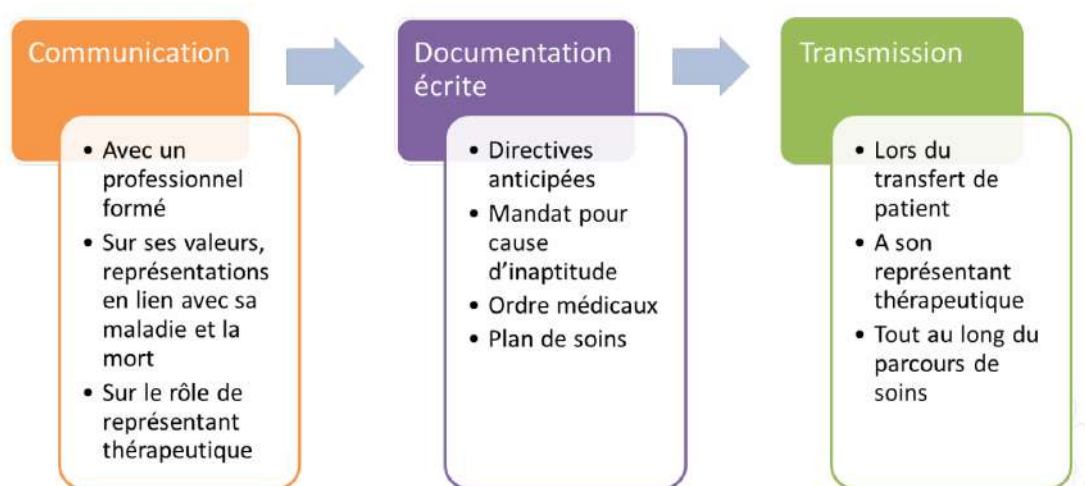 Communication
• Avec un
professionnel
formé
• Sur ses valeurs,
représentations
en lien avec sa
maladie et la
mort
• Sur le rôle de
représentant
thérapeutique
Documentation
écrite
• Directives
anticipées
• Mandat pour
cause
d'inaptitude
• Ordre médicaux
• Plan de soins
Transmission
• Lors du
transfert de
patient
• A son
représentant
thérapeutique
• Tout au long du
parcours de
soins